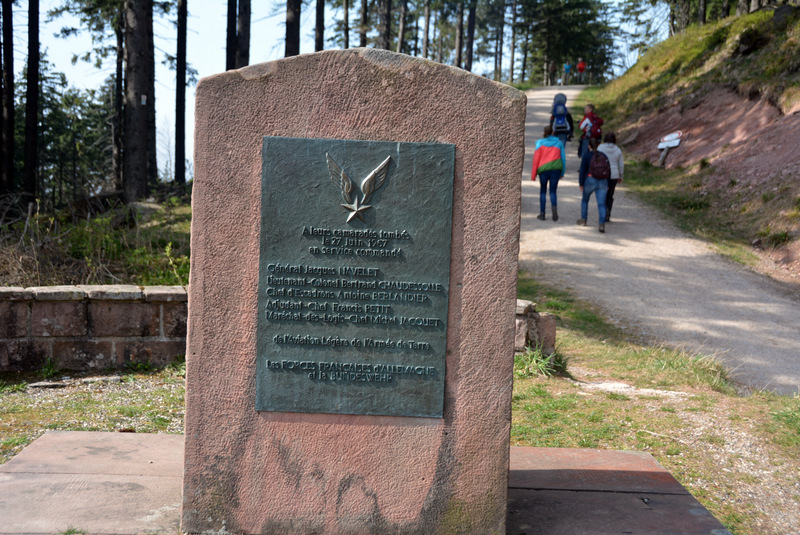 A leurs camarades tombés
le 27 Juin 1967
en service commandé
Général Jacques NAVELET
Lieutenant-Colonel Bertrand CHAUDESSOLLE
Chef d'Escadrons Antoine BERLANDIER
Adjudant-Chef Francis PETIT
Maréchal-des-Logis-Chef Michel JACQUET
de l'Aviation Légère de l'Armée de Terre
Les FORCES FRANÇAISES d'ALLEMAGNE
et la BUNDESWEHR